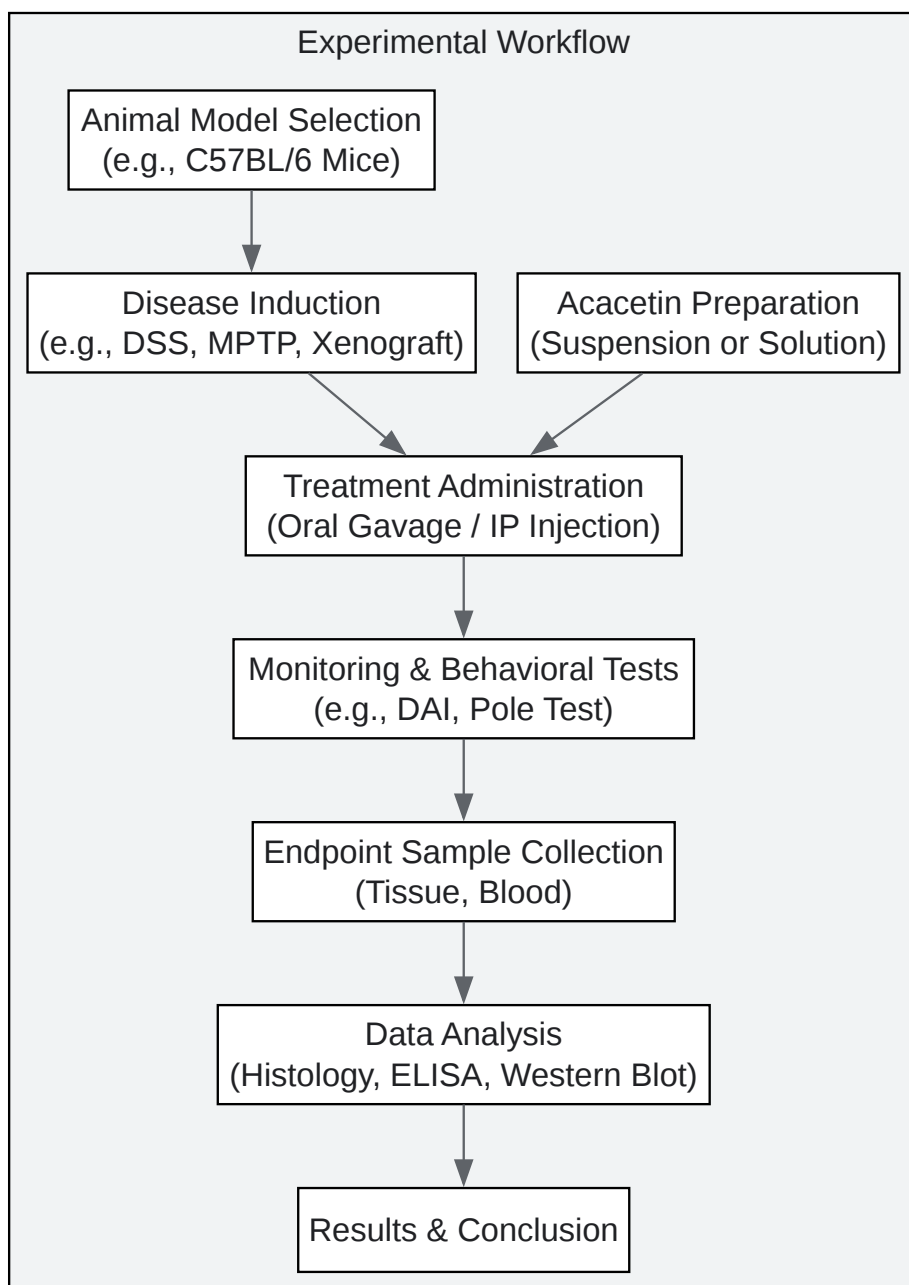 Experimental Workflow
Animal Model Selection
(e.g., C57BL/6 Mice)
Disease Induction
(e.g., DSS, MPTP, Xenograft)
Acacetin Preparation
(Suspension or Solution)
Treatment Administration
(Oral Gavage / IP Injection)
Monitoring & Behavioral Tests
(e.g., DAI, Pole Test)
Endpoint Sample Collection
(Tissue, Blood)
Data Analysis
(Histology, ELISA, Western Blot)
Results & Conclusion